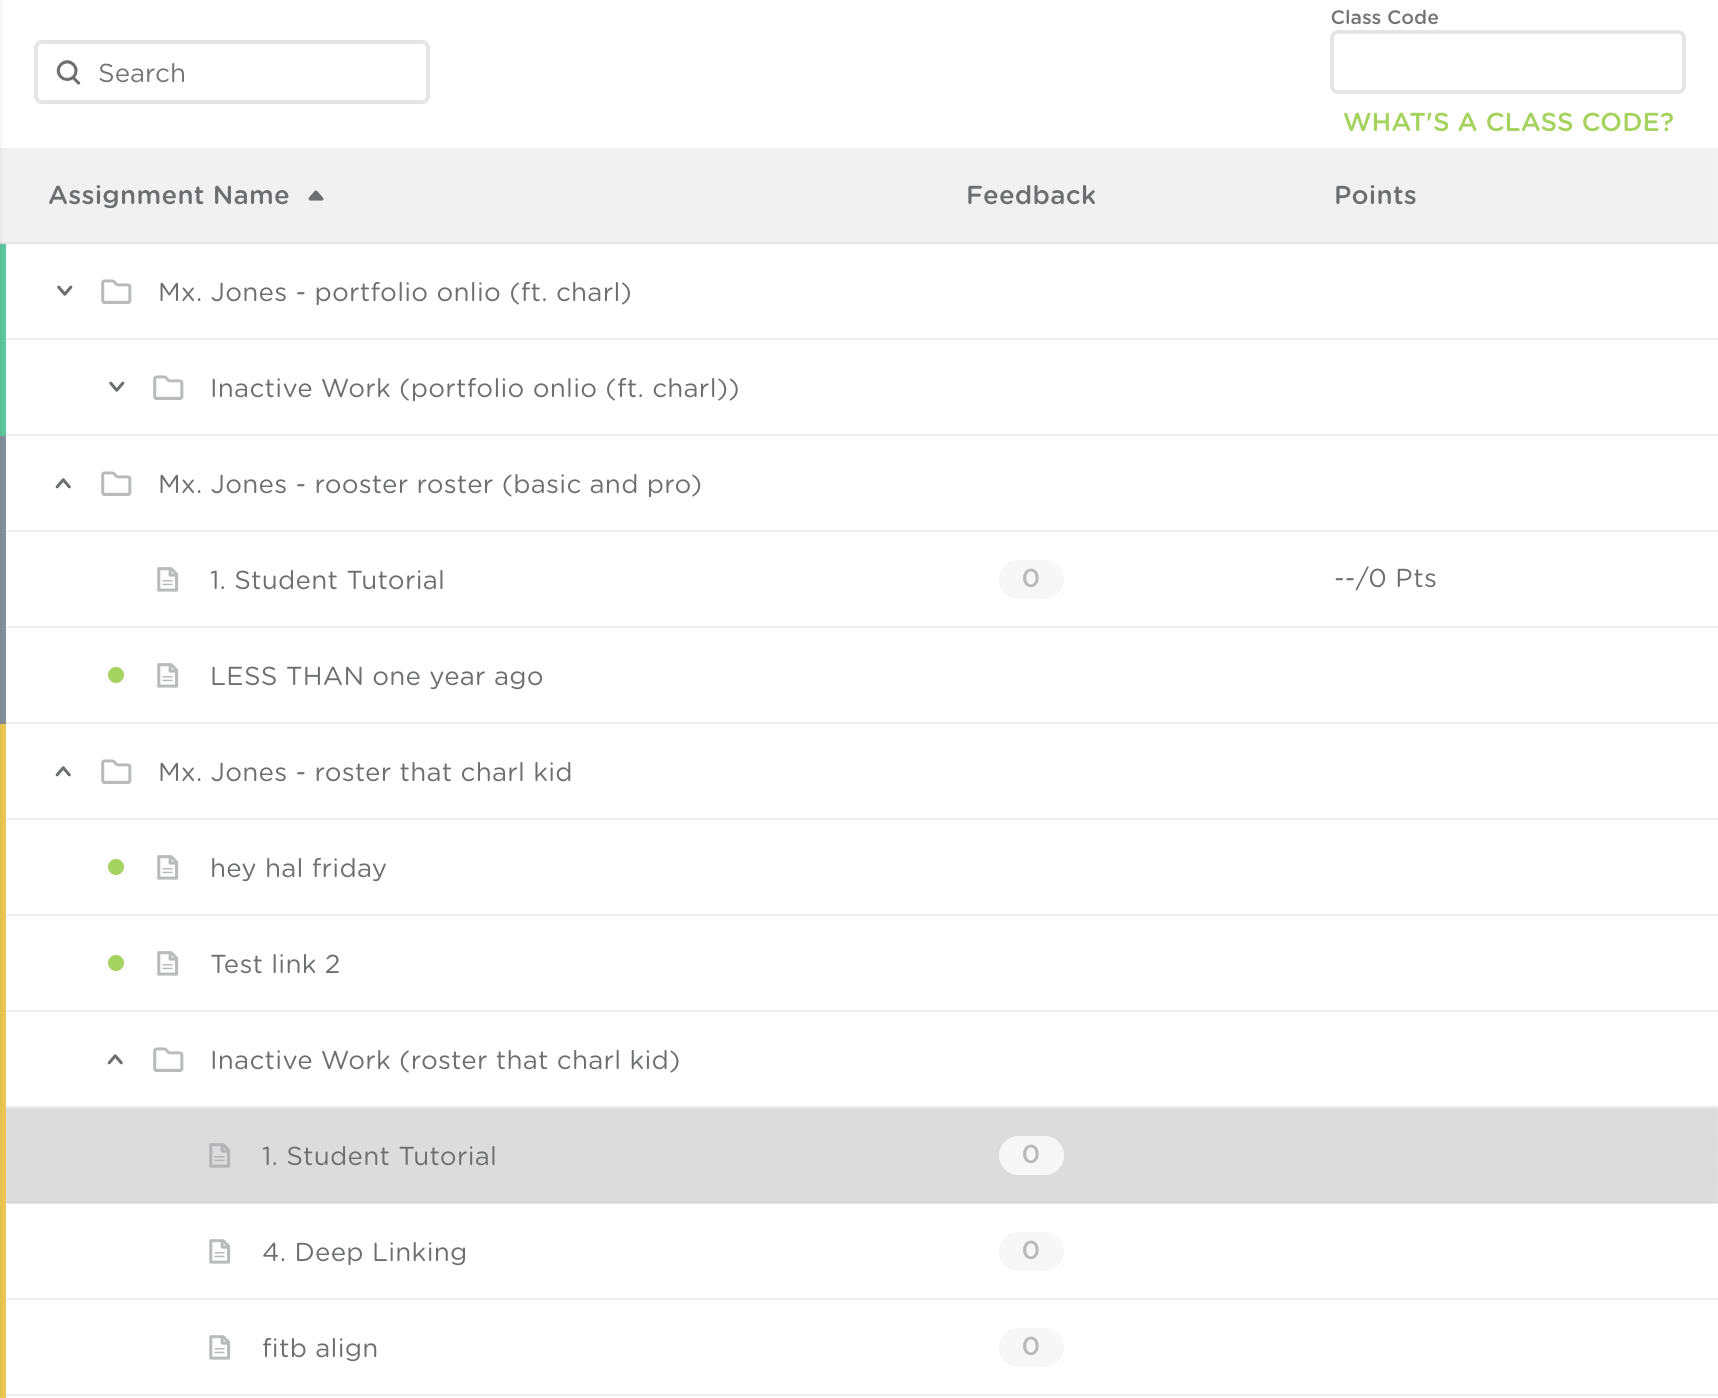 Class Code
Search
WHAT'S A CLASS CODE?
Assignment Name Feedback Points
Mx. Jones - portfolio onlio (ft. charl)
Inactive Work (portfolio onlio (ft. charl))
Mx. Jones - rooster roster (basic and pro)
1. Student Tutorial 0 --/0 Pts
LESS THAN one year ago
Mx. Jones - roster that charl kid
hey hal friday
Test link 2
Inactive Work (roster that charl kid)
1. Student Tutorial 0
4. Deep Linking 0
fitb align 0